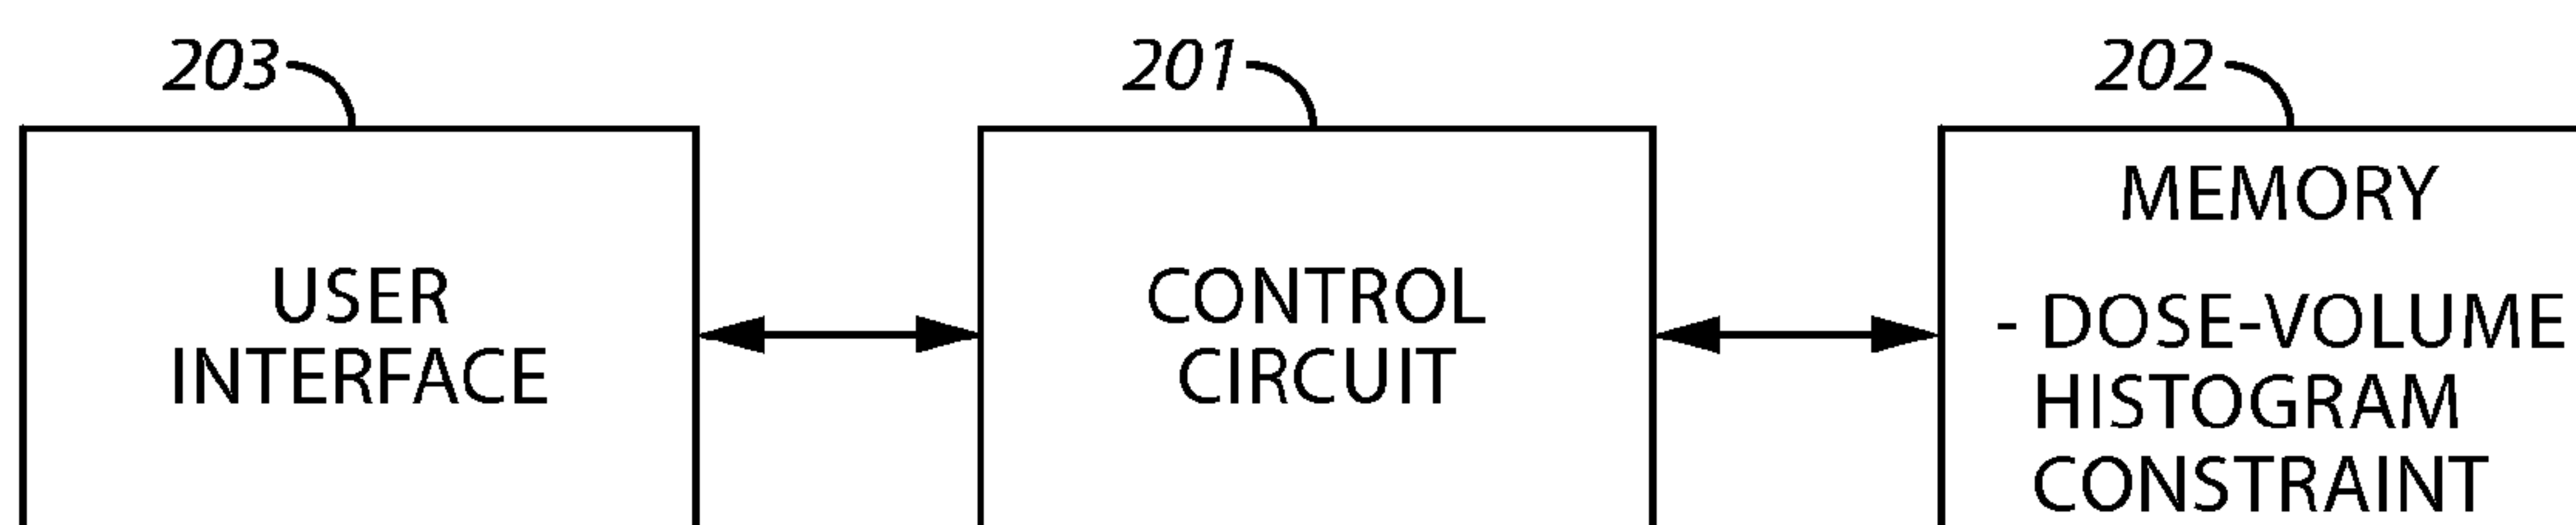 203
201
202
USER
INTERFACE
CONTROL
CIRCUIT
MEMORY
- DOSE-VOLUME
HISTOGRAM
CONSTRAINT